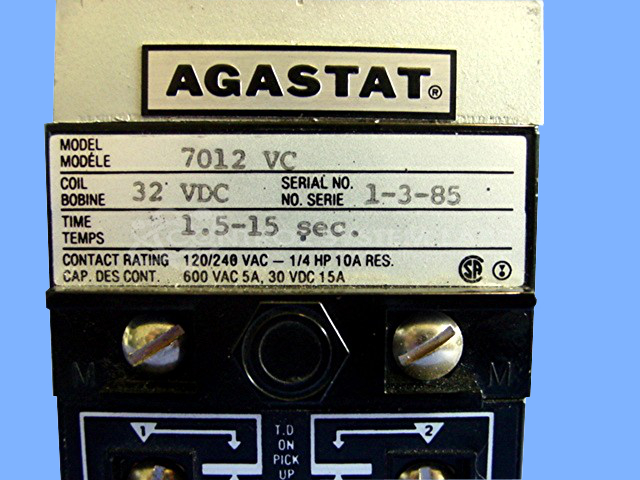 AGASTAT®
MODEL
MODÈLE 7012 VC
COIL
BOBINE 32 VDC SERIAL NO.
NO. SERIE 1-3-85
TIME
TEMPS 1.5-15 sec.
CONTACT RATING 120/240 VAC – 1/4 HP 10A RES.
CAP. DES CONT. 600 VAC 5A, 30 VDC 15A
SA
M M
1 T.D 2
ON
PICK
UP